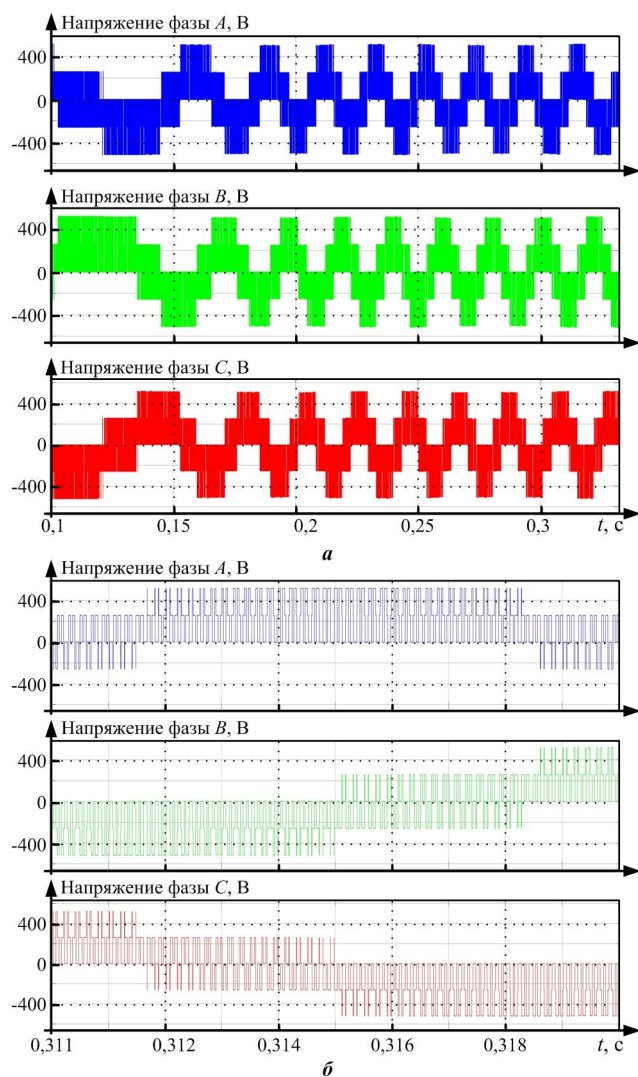 Напряжение фазы A, В
400
0
-400
Напряжение фазы B, В
400
0
-400
Напряжение фазы C, В
400
0
-400
0,1 0,15 0,2 0,25 0,3 t, с
а
Напряжение фазы A, В
400
0
-400
Напряжение фазы B, В
400
0
-400
Напряжение фазы C, В
400
0
-400
0,311 0,312 0,314 0,316 0,318 t, с
б